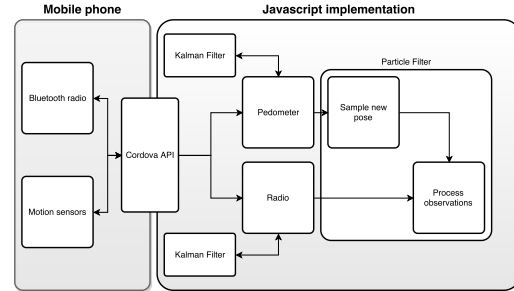 Mobile phone
Javascript implementation
Kalman Filter
Particle Filter
Bluetooth radio
Pedometer
Sample new
pose
Cordova API
Motion sensors
Radio
Process
observations
Kalman Filter